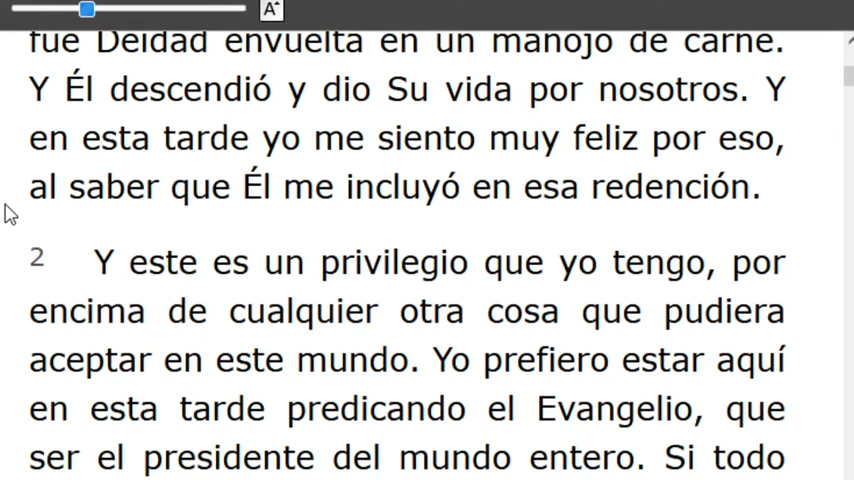 A
fue Deidad envuelta en un manojo de carne.
Y Él descendió y dio Su vida por nosotros. Y
en esta tarde yo me siento muy feliz por eso,
al saber que Él me incluyó en esa redención.
2 Y este es un privilegio que yo tengo, por
encima de cualquier otra cosa que pudiera
aceptar en este mundo. Yo prefiero estar aquí
en esta tarde predicando el Evangelio, que
ser el presidente del mundo entero. Si todo